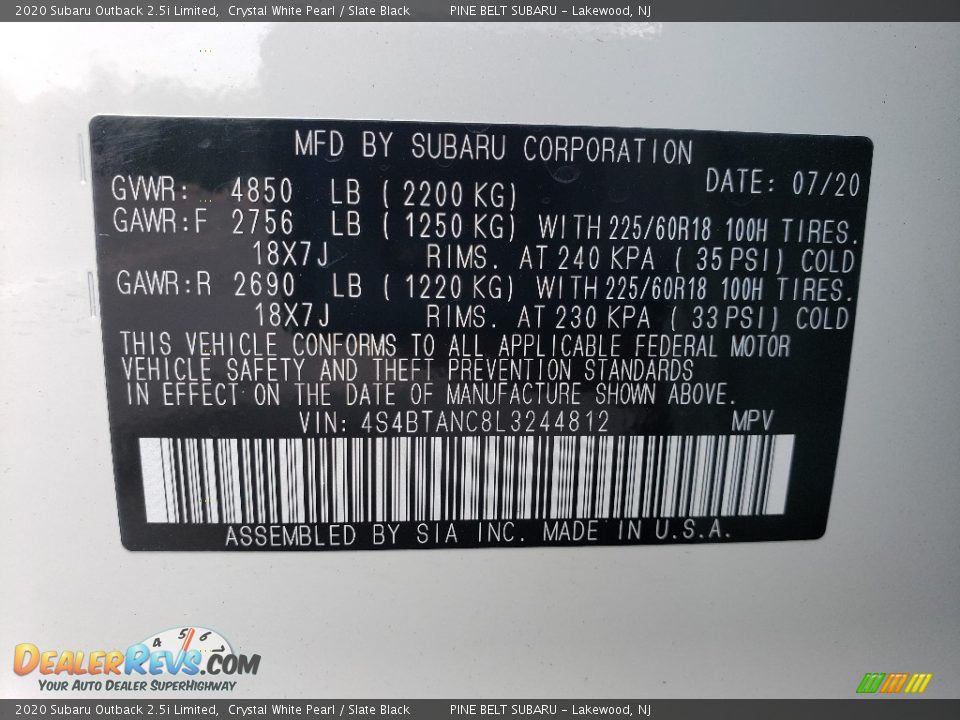 2020 Subaru Outback 2.5i Limited, Crystal White Pearl / Slate Black PINE BELT SUBARU - Lakewood, NJ
MFD BY SUBARU CORPORATION
DATE: 07/20
GVWR: 4850 LB ( 2200 KG)
GAWR:F 2756 LB ( 1250 KG) WITH 225/60R18 100H TIRES.
18X7J RIMS. AT 240 KPA ( 35 PSI) COLD
GAWR:R 2690 LB ( 1220 KG) WITH 225/60R18 100H TIRES.
18X7J RIMS. AT 230 KPA ( 33 PSI) COLD
THIS VEHICLE CONFORMS TO ALL APPLICABLE FEDERAL MOTOR
VEHICLE SAFETY AND THEFT PREVENTION STANDARDS
IN EFFECT ON THE DATE OF MANUFACTURE SHOWN ABOVE.
VIN: 4S4BTANC8L3244812 MPV
ASSEMBLED BY SIA INC. MADE IN U.S.A.
4 5 6 7
DEALERREVS.COM
YOUR AUTO DEALER SUPERHIGHWAY
2020 Subaru Outback 2.5i Limited, Crystal White Pearl / Slate Black PINE BELT SUBARU - Lakewood, NJ